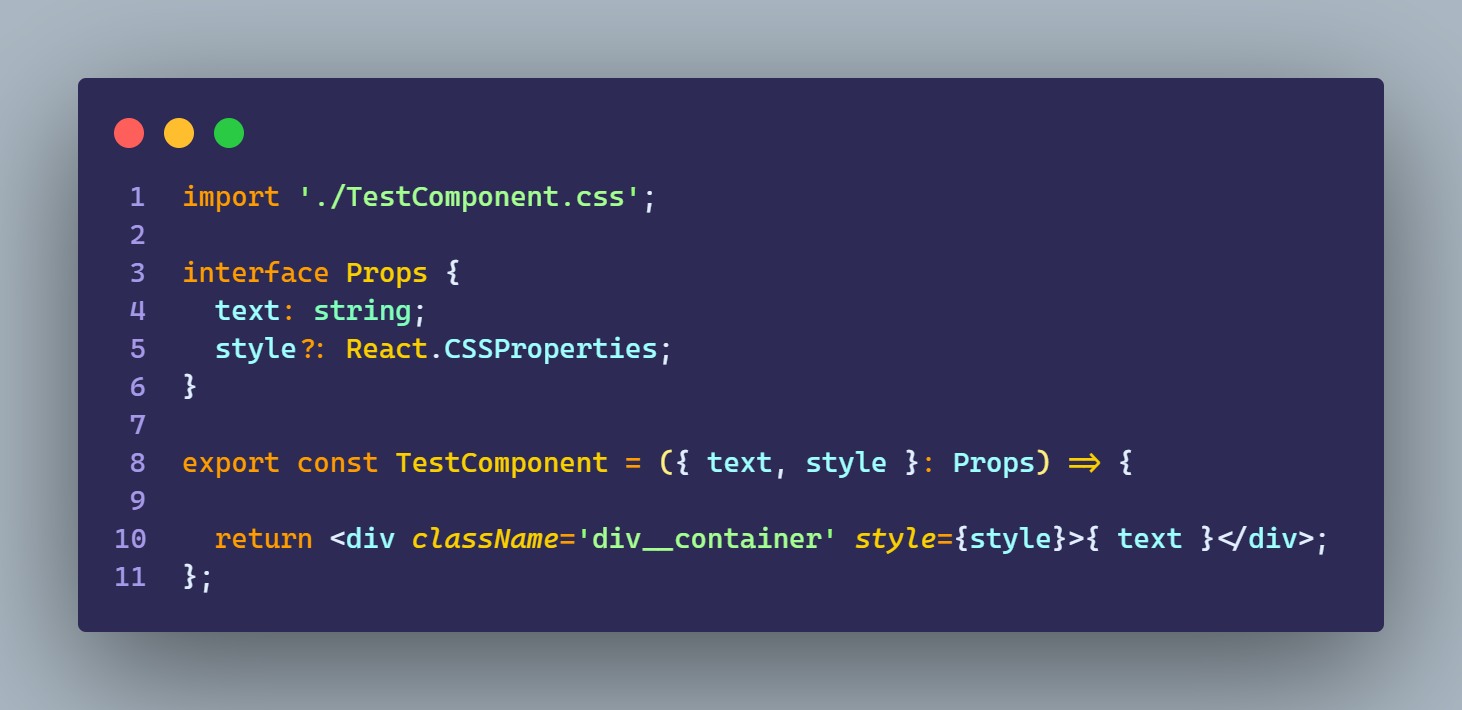 1 import './TestComponent.css';
2
3 interface Props {
4   text: string;
5   style?: React.CSSProperties;
6 }
7
8 export const TestComponent = ({ text, style }: Props) => {
9
10   return <div className='div__container' style={style}>{ text }</div>;
11 };